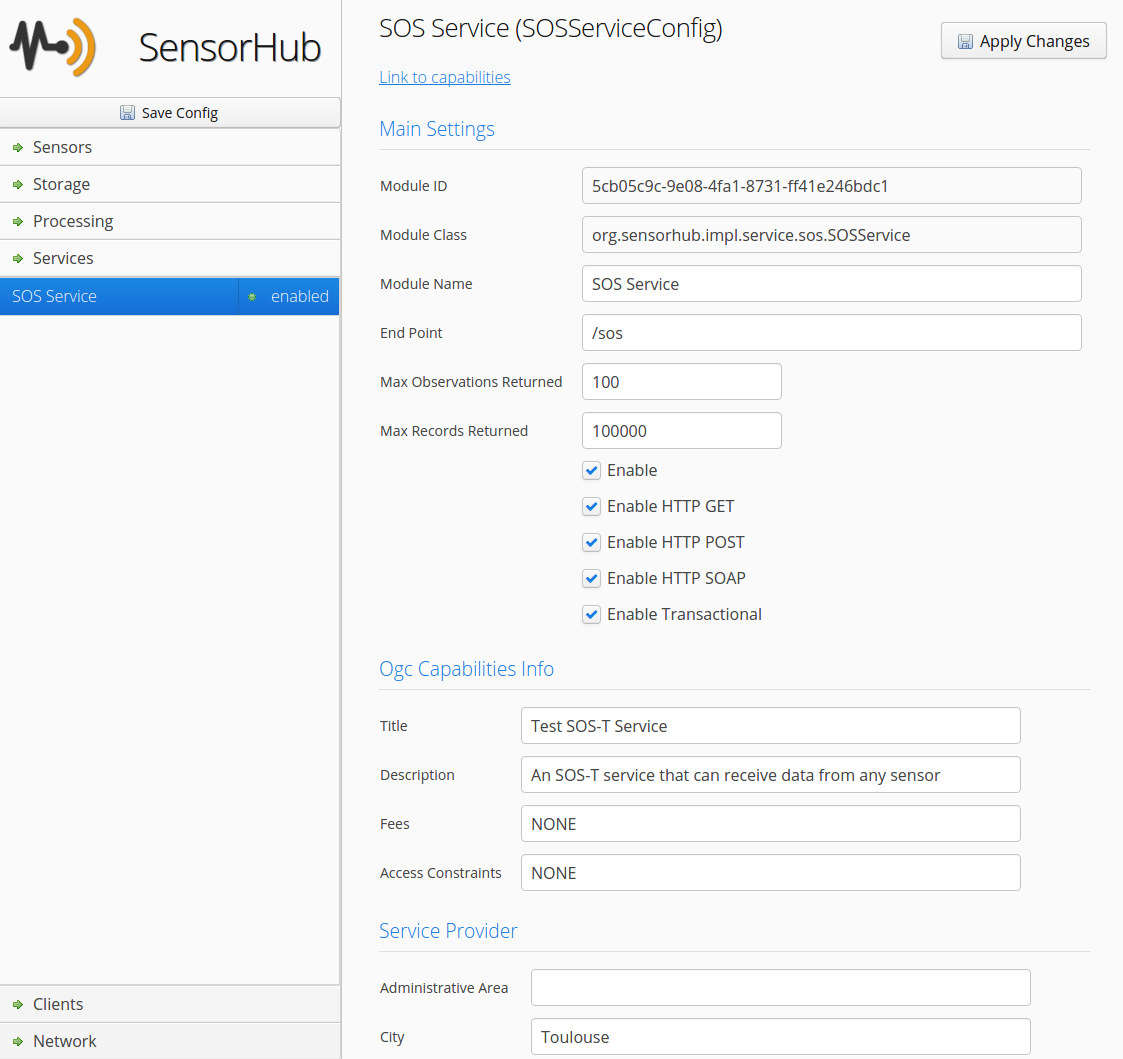 SensorHub
Save Config
Sensors
Storage
Processing
Services
SOS Service enabled
Clients
Network
SOS Service (SOSServiceConfig)
Apply Changes
Link to capabilities
Main Settings
Module ID 5cb05c9c-9e08-4fa1-8731-ff41e246bdc1
Module Class org.sensorhub.impl.service.sos.SOSService
Module Name SOS Service
End Point /sos
Max Observations Returned 100
Max Records Returned 100000
Enable
Enable HTTP GET
Enable HTTP POST
Enable HTTP SOAP
Enable Transactional
Ogc Capabilities Info
Title Test SOS-T Service
Description An SOS-T service that can receive data from any sensor
Fees NONE
Access Constraints NONE
Service Provider
Administrative Area
City Toulouse